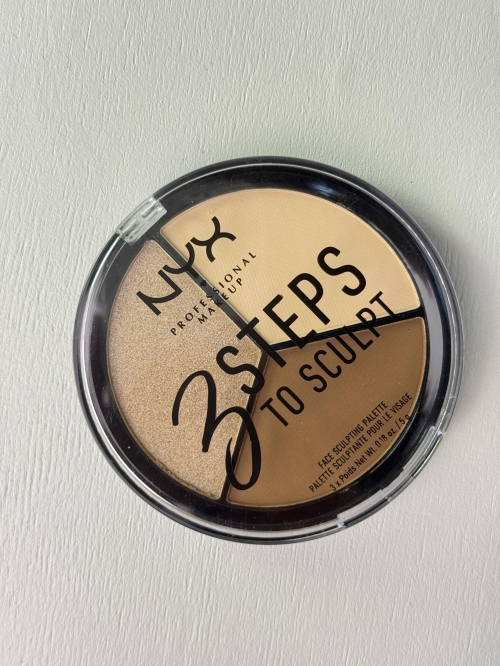 NYX
PROFESSIONAL
MAKEUP
3 STEPS
TO SCULPT
FACE SCULPTING PALETTE
PALETTE SCULPTANTE POUR LE VISAGE
3 x Poids Net Wt. 0.18 oz. / 5 g